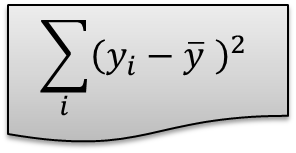 ∑ᵢ(yᵢ − ȳ )²